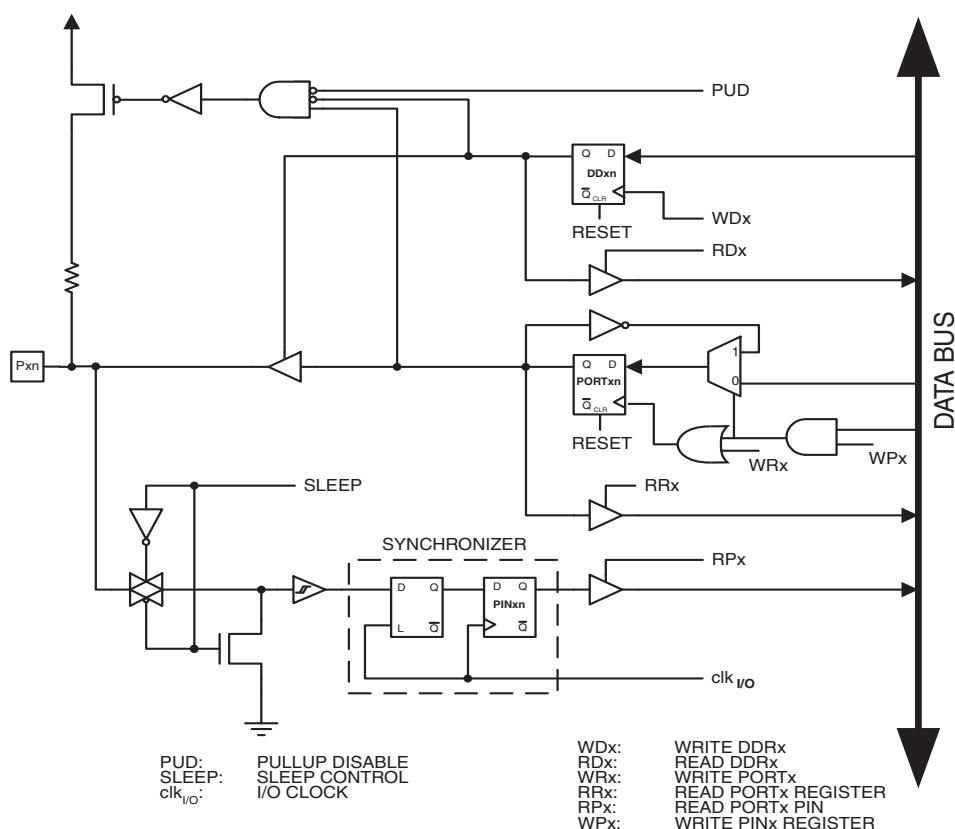 PUD
Q D
DDxn
Q CLR
WDx
RESET
RDx
Pxn
1
Q D
PORTxn
0
Q CLR
RESET
WRx
WPx
DATA BUS
SLEEP
RRx
SYNCHRONIZER
RPx
D Q
L Q
D Q
PINxn
Q
clk I/O
PUD: PULLUP DISABLE
SLEEP: SLEEP CONTROL
clkI/O: I/O CLOCK
WDx: WRITE DDRx
RDx: READ DDRx
WRx: WRITE PORTx
RRx: READ PORTx REGISTER
RPx: READ PORTx PIN
WPx: WRITE PINx REGISTER